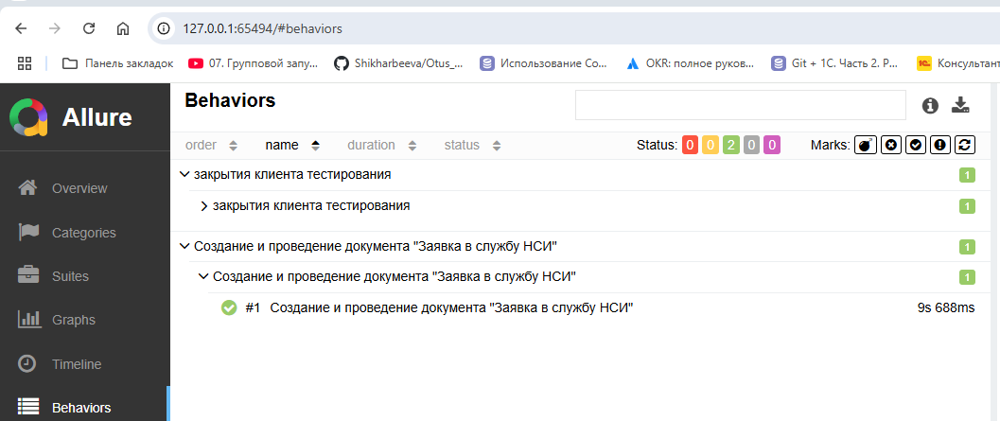 127.0.0.1:65494/#behaviors
Панель закладок 07. Групповой запу... Shikharbeeva/Otus_... Использование Co... OKR: полное руков... Git + 1C. Часть 2. Р... Консультант
Allure
Behaviors
order name duration status Status: 0 0 2 0 0 Marks:
закрытия клиента тестирования 1
закрытия клиента тестирования 1
Создание и проведение документа "Заявка в службу НСИ" 1
Создание и проведение документа "Заявка в службу НСИ" 1
#1 Создание и проведение документа "Заявка в службу НСИ" 9s 688ms
Overview
Categories
Suites
Graphs
Timeline
Behaviors